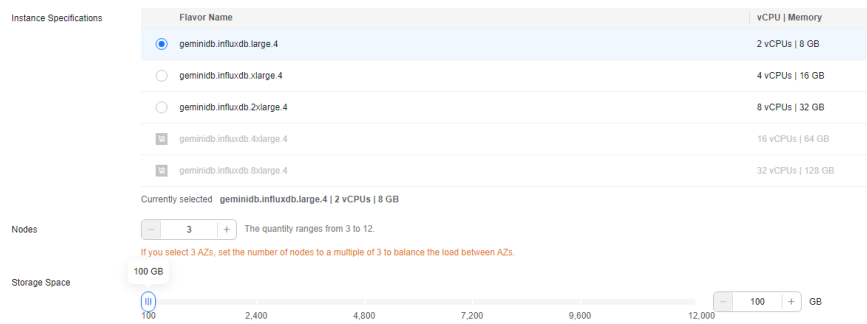 Instance Specifications
Flavor Name vCPU | Memory
geminidb.influxdb.large.4 2 vCPUs | 8 GB
geminidb.influxdb.xlarge.4 4 vCPUs | 16 GB
geminidb.influxdb.2xlarge.4 8 vCPUs | 32 GB
geminidb.influxdb.4xlarge.4 16 vCPUs | 64 GB
geminidb.influxdb.8xlarge.4 32 vCPUs | 128 GB
Currently selected geminidb.influxdb.large.4 | 2 vCPUs | 8 GB
Nodes − 3 + The quantity ranges from 3 to 12.
If you select 3 AZs, set the number of nodes to a multiple of 3 to balance the load between AZs.
100 GB
Storage Space
− 100 + GB
100 2,400 4,800 7,200 9,600 12,000